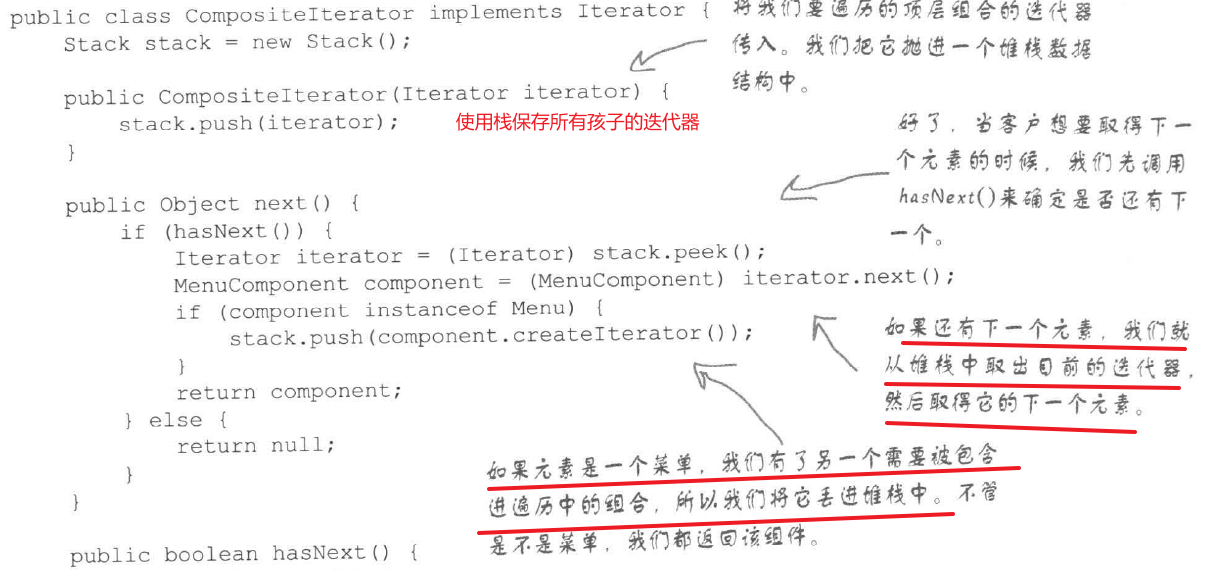 public class CompositeIterator implements Iterator {
Stack stack = new Stack();
public CompositeIterator(Iterator iterator) {
stack.push(iterator);
}
使用栈保存所有孩子的迭代器
将我们要遍历的顶层组合的迭代器
传入。我们把它抛进一个堆栈数据
结构中。
public Object next() {
if (hasNext()) {
Iterator iterator = (Iterator) stack.peek();
MenuComponent component = (MenuComponent) iterator.next();
if (component instanceof Menu) {
stack.push(component.createIterator());
}
return component;
} else {
return null;
}
}
好了，当客户想要取得下一
个元素的时候，我们先调用
hasNext()来确定是否还有下
一个。
如果还有下一个元素，我们就
从堆栈中取出目前的迭代器，
然后取得它的下一个元素。
如果元素是一个菜单，我们有了另一个需要被包含
进遍历中的组合，所以我们将它丢进堆栈中。不管
是不是菜单，我们都返回该组件。
public boolean hasNext() {